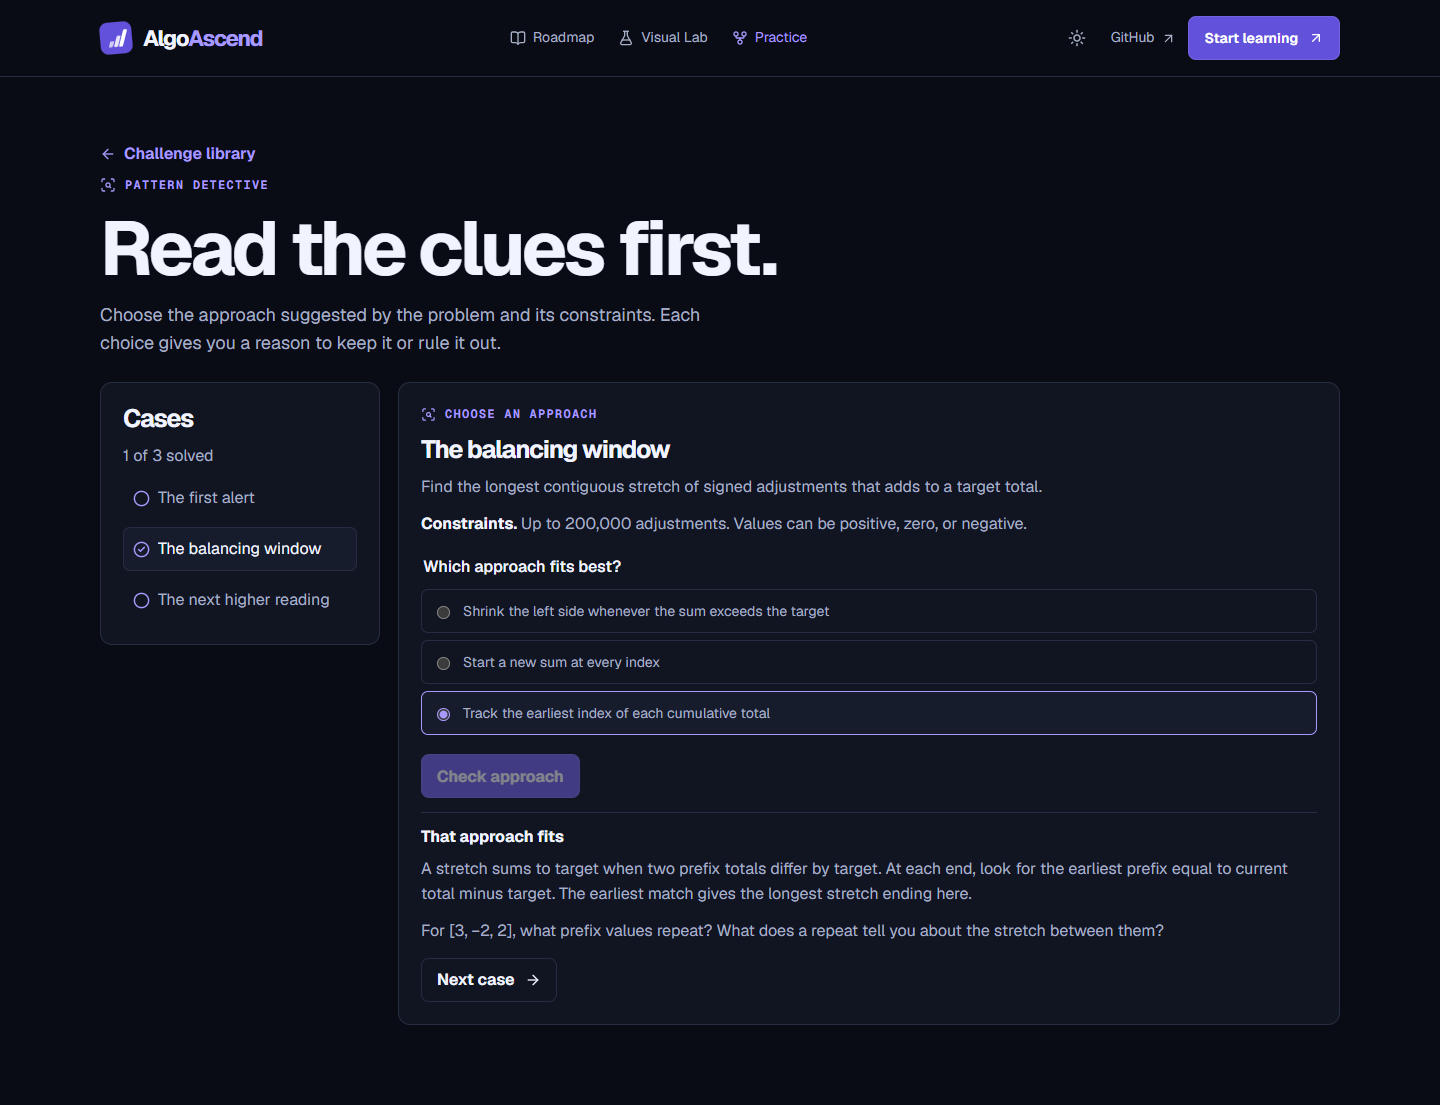 AlgoAscend
Roadmap
Visual Lab
Practice
GitHub
Start learning
Challenge library
PATTERN DETECTIVE
Read the clues first.
Choose the approach suggested by the problem and its constraints. Each
choice gives you a reason to keep it or rule it out.
Cases
1 of 3 solved
The first alert
The balancing window
The next higher reading
CHOOSE AN APPROACH
The balancing window
Find the longest contiguous stretch of signed adjustments that adds to a target total.
Constraints. Up to 200,000 adjustments. Values can be positive, zero, or negative.
Which approach fits best?
Shrink the left side whenever the sum exceeds the target
Start a new sum at every index
Track the earliest index of each cumulative total
Check approach
That approach fits
A stretch sums to target when two prefix totals differ by target. At each end, look for the earliest prefix equal to current
total minus target. The earliest match gives the longest stretch ending here.
For [3, −2, 2], what prefix values repeat? What does a repeat tell you about the stretch between them?
Next case